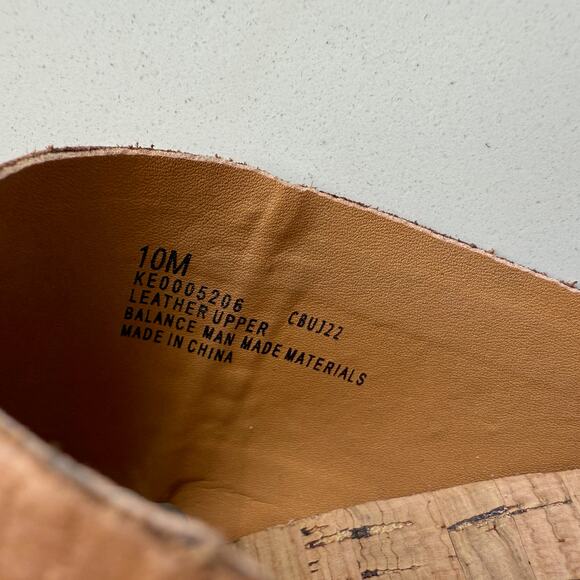 10M
KE0005206 CBUJ22
LEATHER UPPER
BALANCE MAN MADE MATERIALS
MADE IN CHINA